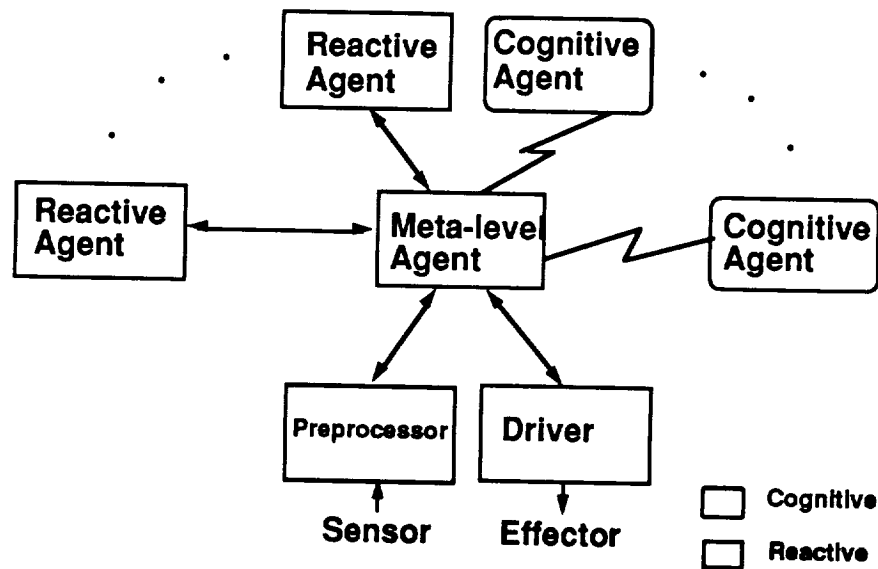 Reactive
Agent
Cognitive
Agent
Reactive
Agent
Meta-level
Agent
Cognitive
Agent
Preprocessor
Driver
Sensor
Effector
Cognitive
Reactive